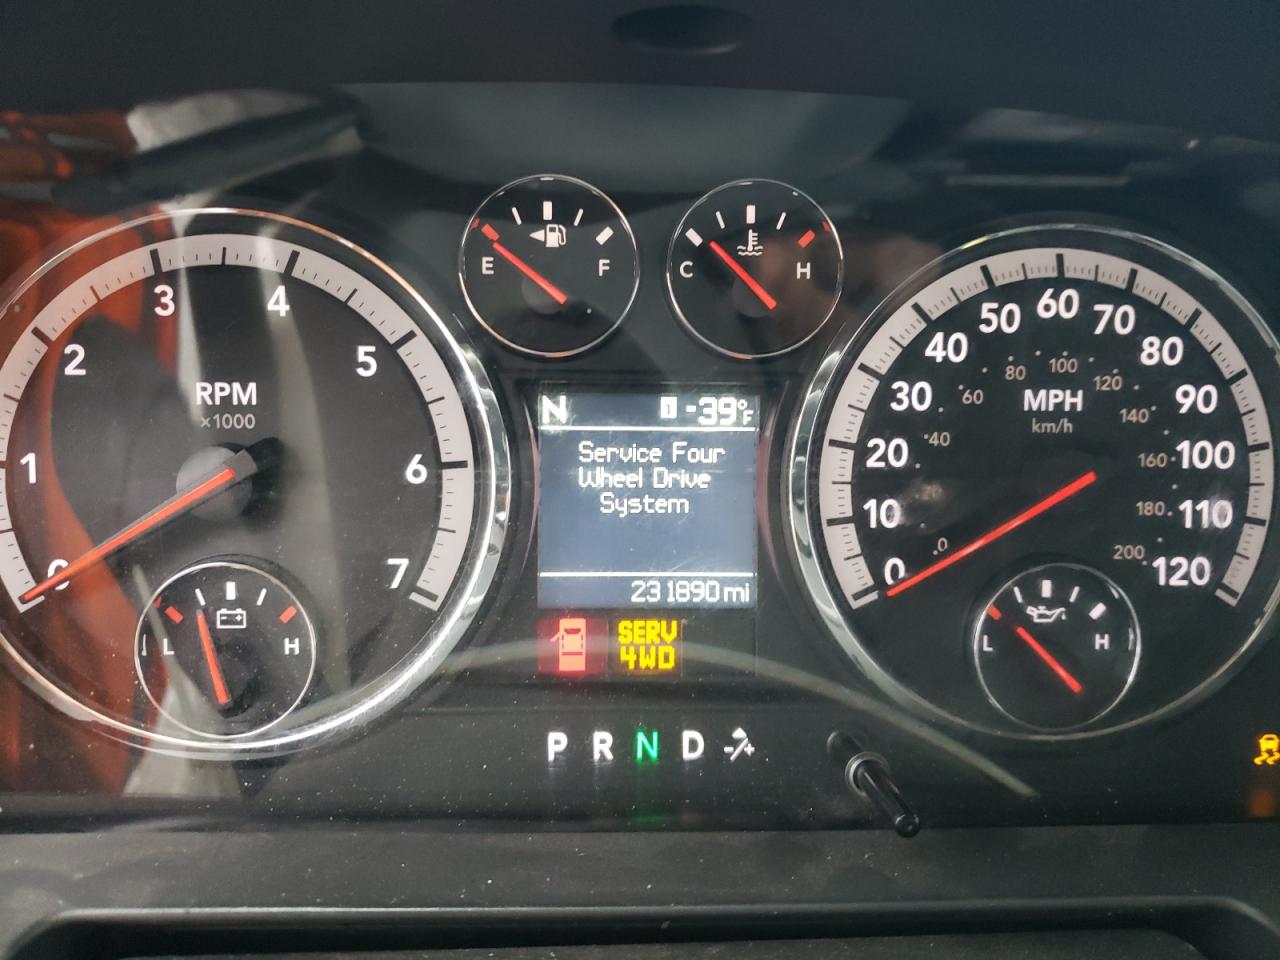 E F
C H
0 1 2 3 4 5 6 7
RPM
×1000
L H
N 1 -39°F
Service Four
Wheel Drive
System
231890 mi
SERV
4WD
P R N D -/+
0 10 20 30 40 50 60 70 80 90 100 110 120
MPH
km/h
0 20 40 60 80 100 120 140 160 180 200
L H